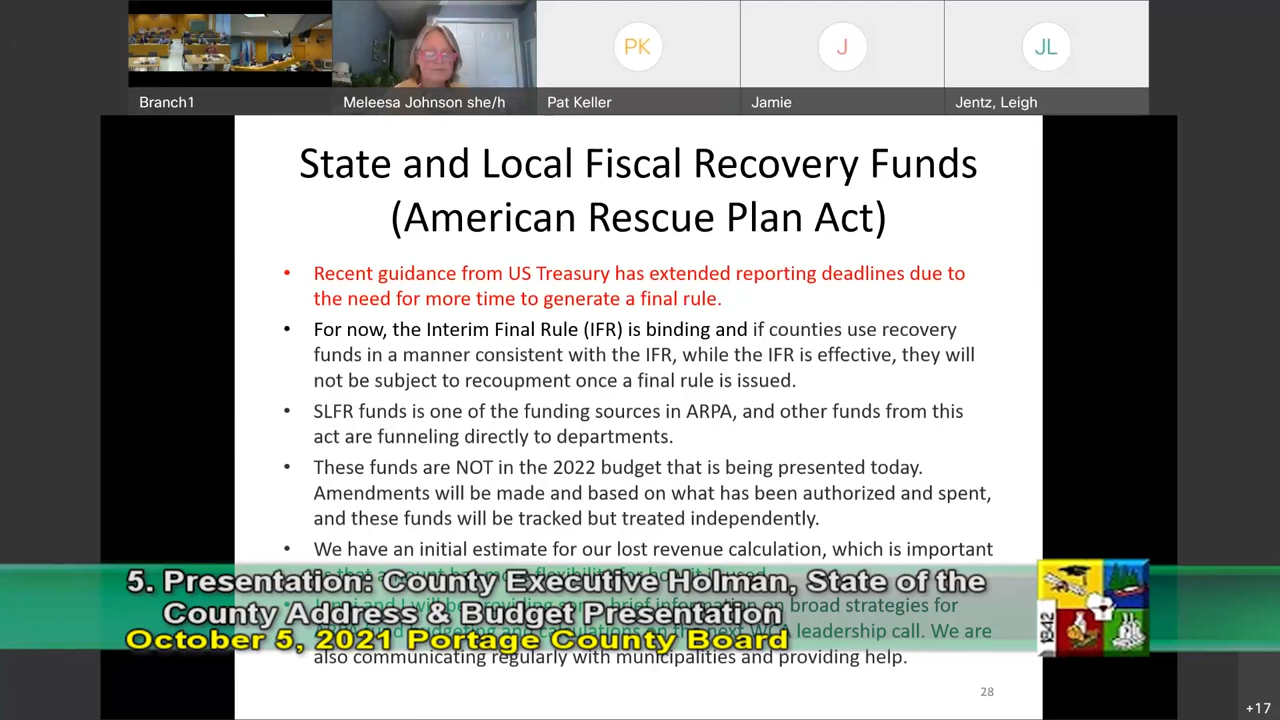 Branch1
Meleesa Johnson she/h
PK
Pat Keller
J
Jamie
JL
Jentz, Leigh
State and Local Fiscal Recovery Funds
(American Rescue Plan Act)
• Recent guidance from US Treasury has extended reporting deadlines due to
the need for more time to generate a final rule.
• For now, the Interim Final Rule (IFR) is binding and if counties use recovery
funds in a manner consistent with the IFR, while the IFR is effective, they will
not be subject to recoupment once a final rule is issued.
• SLFR funds is one of the funding sources in ARPA, and other funds from this
act are funneling directly to departments.
• These funds are NOT in the 2022 budget that is being presented today.
Amendments will be made and based on what has been authorized and spent,
and these funds will be tracked but treated independently.
• We have an initial estimate for our lost revenue calculation, which is important
5. Presentation: County Executive Holman, State of the
County Address & Budget Presentation
on broad strategies for
October 5, 2021 Portage County Board
leadership call. We are
also communicating regularly with municipalities and providing help.
1842
28
+17